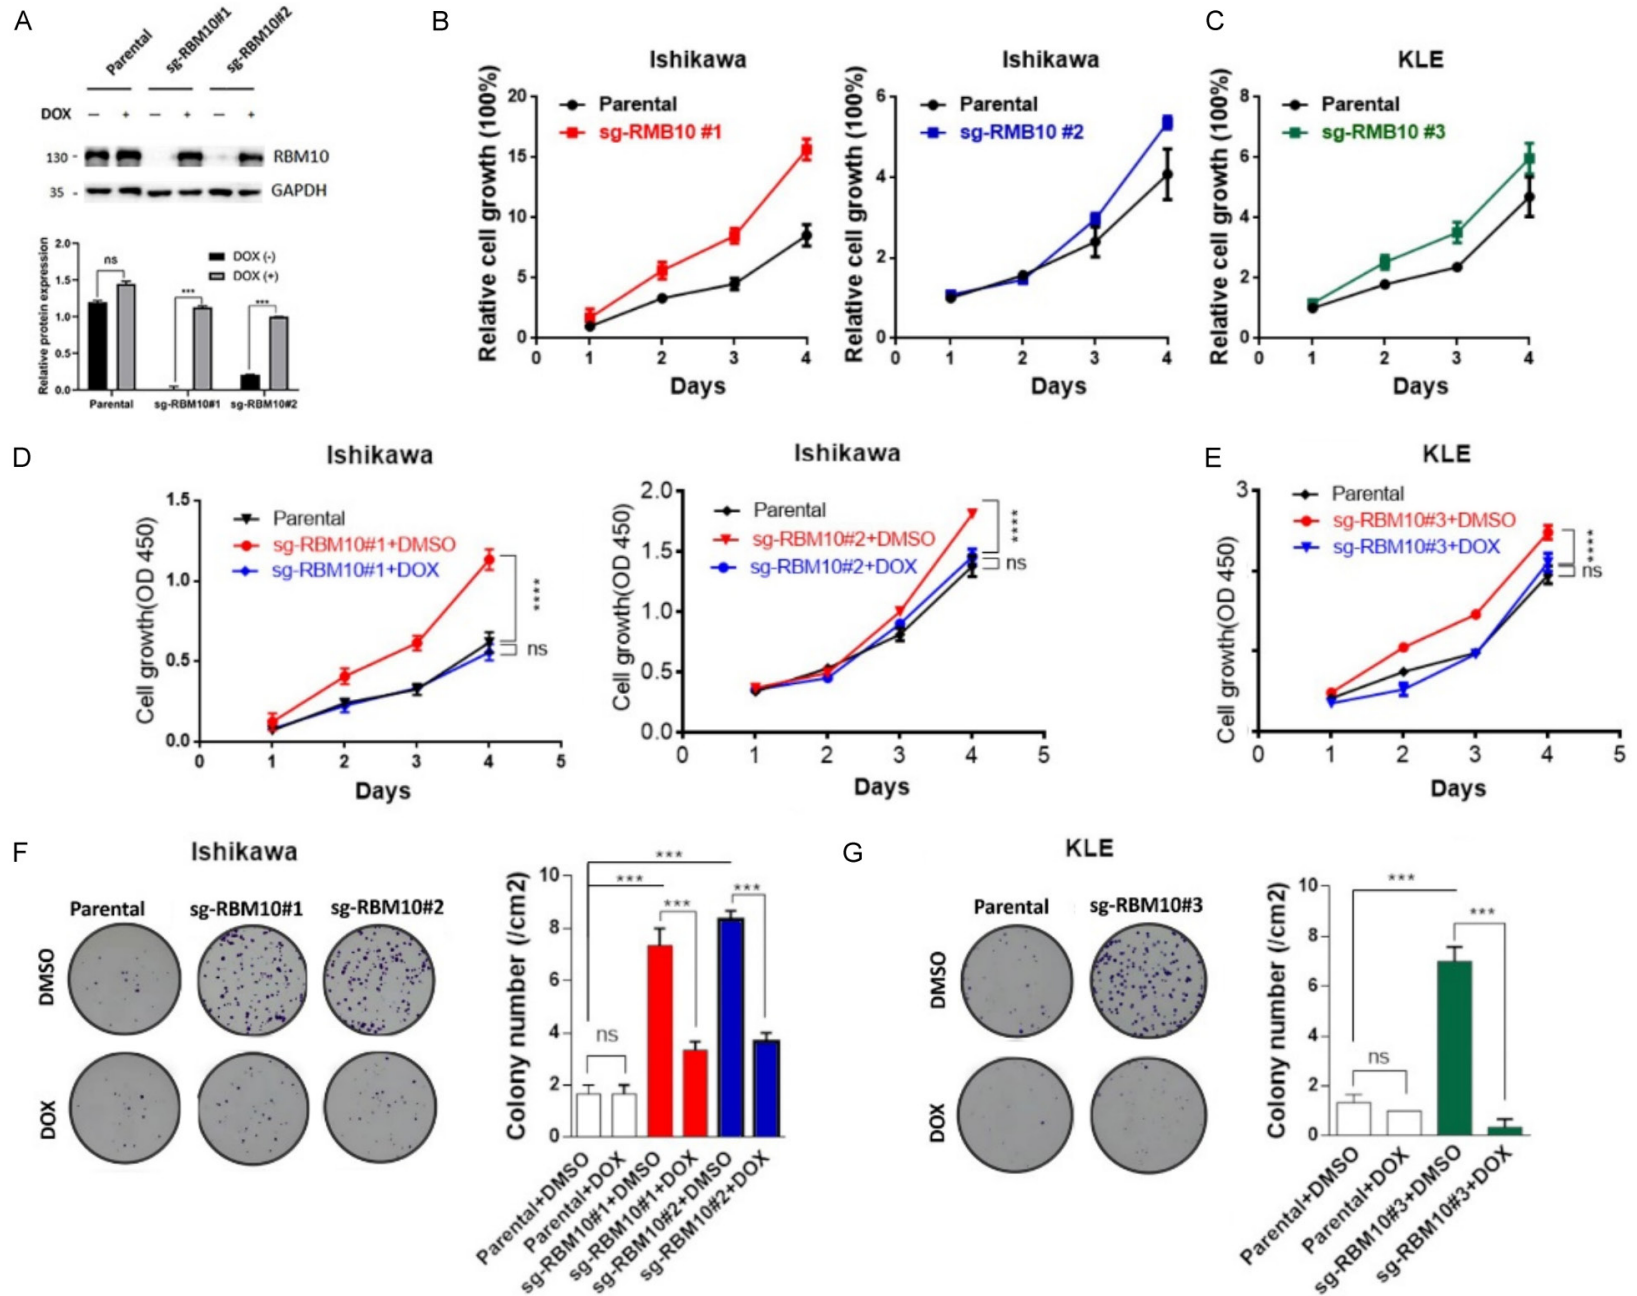 A
Parental
sg-RBM10#1
sg-RBM10#2
DOX
— + — + — +
130 -
RBM10
35 -
GAPDH
Relative protein expression
2.0
1.5
1.0
0.5
0.0
DOX (-)
DOX (+)
ns
***
***
Parental
sg-RBM10#1
sg-RBM10#2
B
Ishikawa
Relative cell growth (100%)
20
15
10
5
0
Parental
sg-RMB10 #1
0 1 2 3 4
Days
Ishikawa
Relative cell growth (100%)
6
4
2
0
Parental
sg-RMB10 #2
0 1 2 3 4
Days
C
KLE
Relative cell growth (100%)
8
6
4
2
0
Parental
sg-RMB10 #3
0 1 2 3 4
Days
D
Ishikawa
Cell growth(OD 450)
1.5
1.0
0.5
0.0
Parental
sg-RBM10#1+DMSO
sg-RBM10#1+DOX
****
ns
0 1 2 3 4 5
Days
Ishikawa
Cell growth(OD 450)
2.0
1.5
1.0
0.5
0.0
Parental
sg-RBM10#2+DMSO
sg-RBM10#2+DOX
****
ns
0 1 2 3 4 5
Days
E
KLE
Cell growth(OD 450)
3
Parental
sg-RBM10#3+DMSO
sg-RBM10#3+DOX
****
ns
0 1 2 3 4 5
Days
F
Ishikawa
Parental
sg-RBM10#1
sg-RBM10#2
DMSO
DOX
Colony number (/cm2)
10
8
6
4
2
0
***
***
***
***
ns
Parental+DMSO
Parental+DOX
sg-RBM10#1+DMSO
sg-RBM10#1+DOX
sg-RBM10#2+DMSO
sg-RBM10#2+DOX
G
KLE
Parental
sg-RBM10#3
DMSO
DOX
Colony number (/cm2)
10
8
6
4
2
0
***
***
ns
Parental+DMSO
Parental+DOX
sg-RBM10#3+DMSO
sg-RBM10#3+DOX